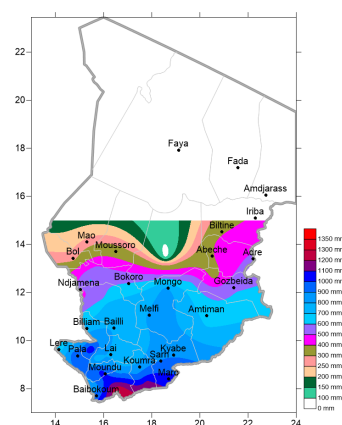 22
20
18
16
14
12
10
8
Faya
Fada
Amdjarass
Iriba
Biltine
Mao
Moussoro
Bol
Abeche
Adre
Bokoro
Ndjamena
Mongo
Gozbeida
Melfi
Amtiman
Billiam
Bailli
Lere
Pala
Lai
Kyabe
Sarh
Koumra
Moundu
Maro
Baibokoun
14
16
18
20
22
24
1350 mm
1300 mm
1200 mm
1100 mm
1000 mm
900 mm
800 mm
700 mm
600 mm
500 mm
400 mm
300 mm
250 mm
200 mm
150 mm
100 mm
0 mm